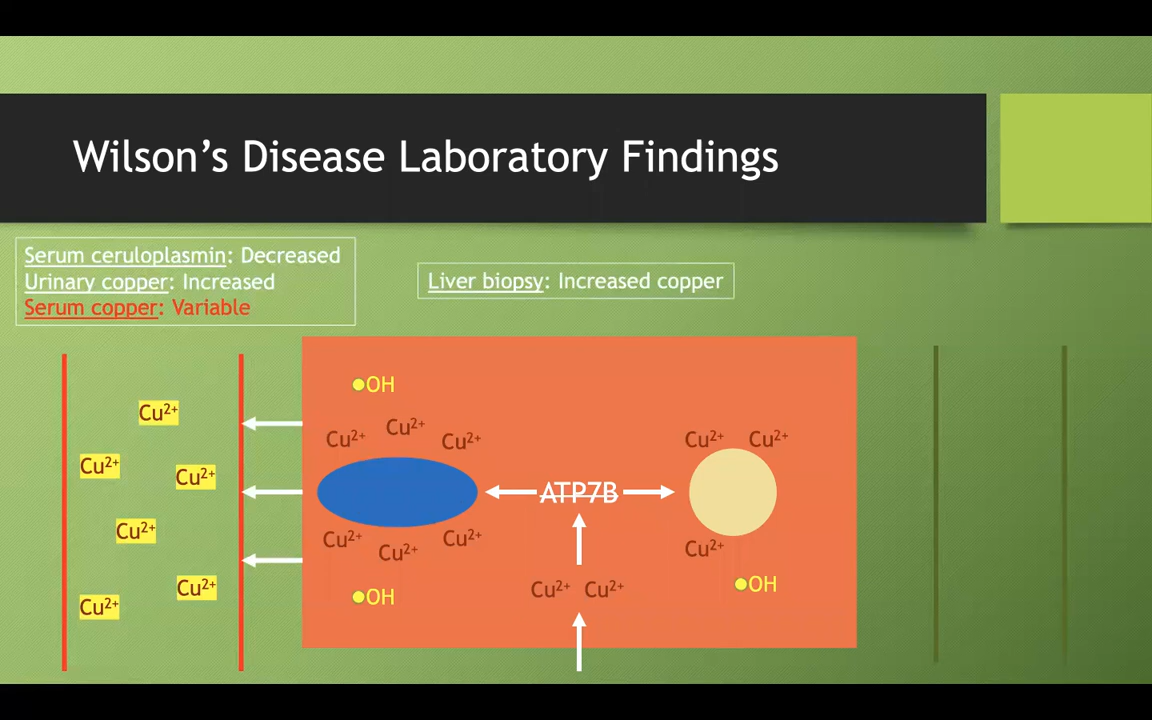 Wilson’s Disease Laboratory Findings
Serum ceruloplasmin: Decreased
Urinary copper: Increased
Serum copper: Variable
Liver biopsy: Increased copper
●OH
Cu²⁺
Cu²⁺
Cu²⁺
Cu²⁺
Cu²⁺
Cu²⁺
Cu²⁺
Cu²⁺
ATP7B
Cu²⁺
Cu²⁺
Cu²⁺
Cu²⁺
Cu²⁺
Cu²⁺ Cu²⁺
●OH
Cu²⁺
Cu²⁺
●OH